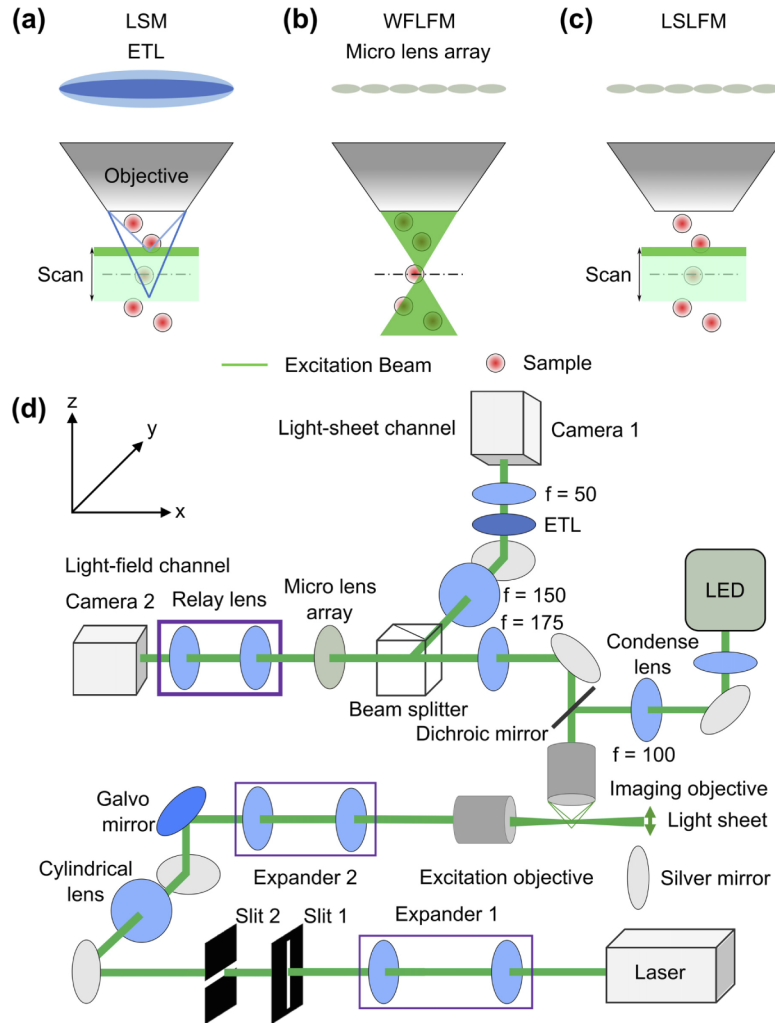 (a) LSM
ETL
Objective
Scan
(b) WFLFM
Micro lens array
(c) LSLFM
Scan
Excitation Beam
Sample
(d)
z
y
x
Light-sheet channel
Camera 1
f = 50
ETL
f = 150
f = 175
Light-field channel
Camera 2
Relay lens
Micro lens
array
Beam splitter
Dichroic mirror
LED
Condense
lens
f = 100
Imaging objective
Light sheet
Galvo
mirror
Expander 2
Excitation objective
Silver mirror
Cylindrical
lens
Slit 2
Slit 1
Expander 1
Laser